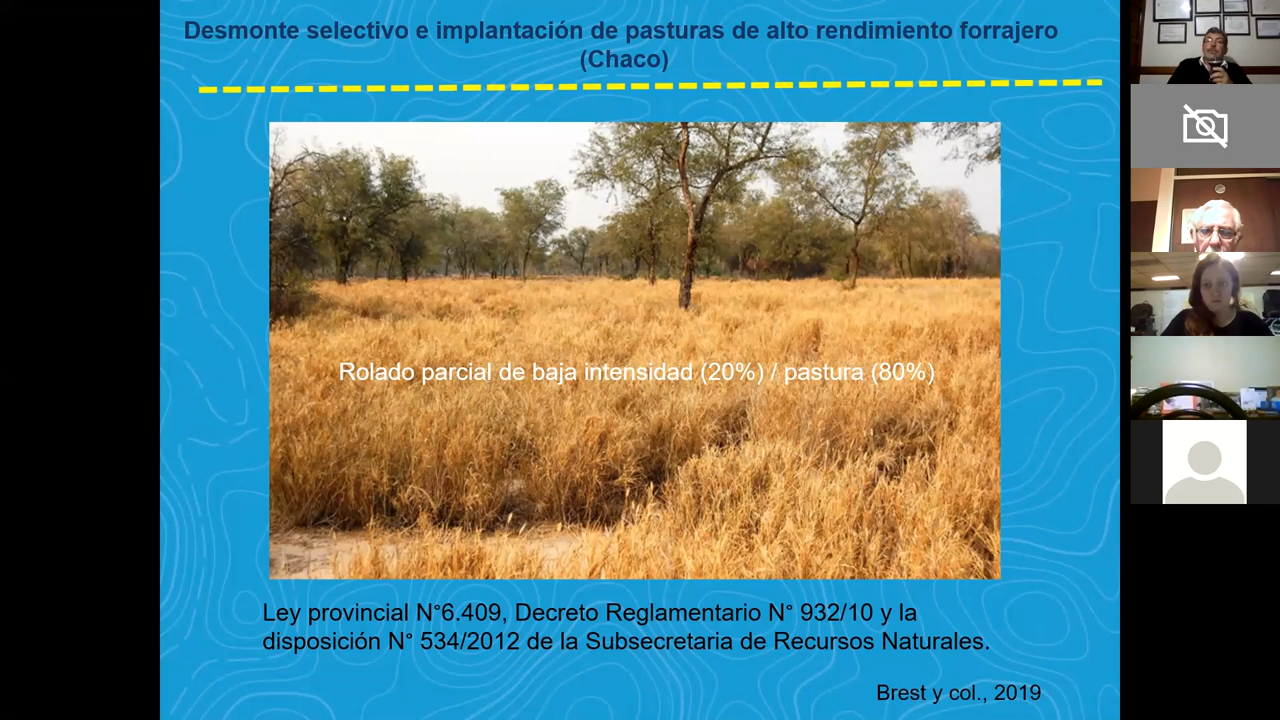 Desmonte selectivo e implantación de pasturas de alto rendimiento forrajero
(Chaco)
Rolado parcial de baja intensidad (20%) / pastura (80%)
Ley provincial N°6.409, Decreto Reglamentario N° 932/10 y la
disposición N° 534/2012 de la Subsecretaria de Recursos Naturales.
Brest y col., 2019